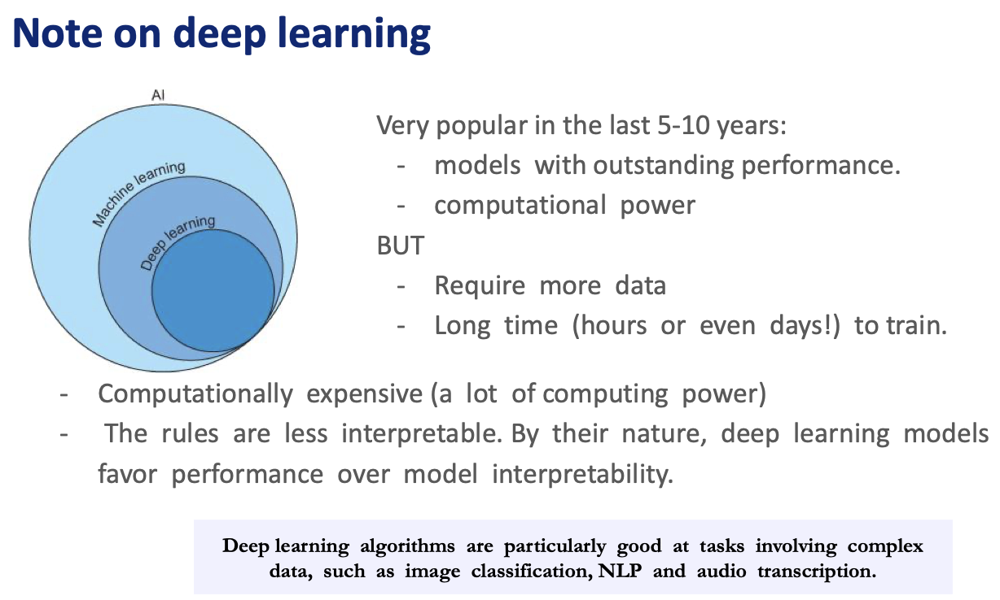 Note on deep learning
AI
Machine learning
Deep learning
Very popular in the last 5-10 years:
- models with outstanding performance.
- computational power
BUT
- Require more data
- Long time (hours or even days!) to train.
- Computationally expensive (a lot of computing power)
- The rules are less interpretable. By their nature, deep learning models
favor performance over model interpretability.
Deep learning algorithms are particularly good at tasks involving complex
data, such as image classification, NLP and audio transcription.